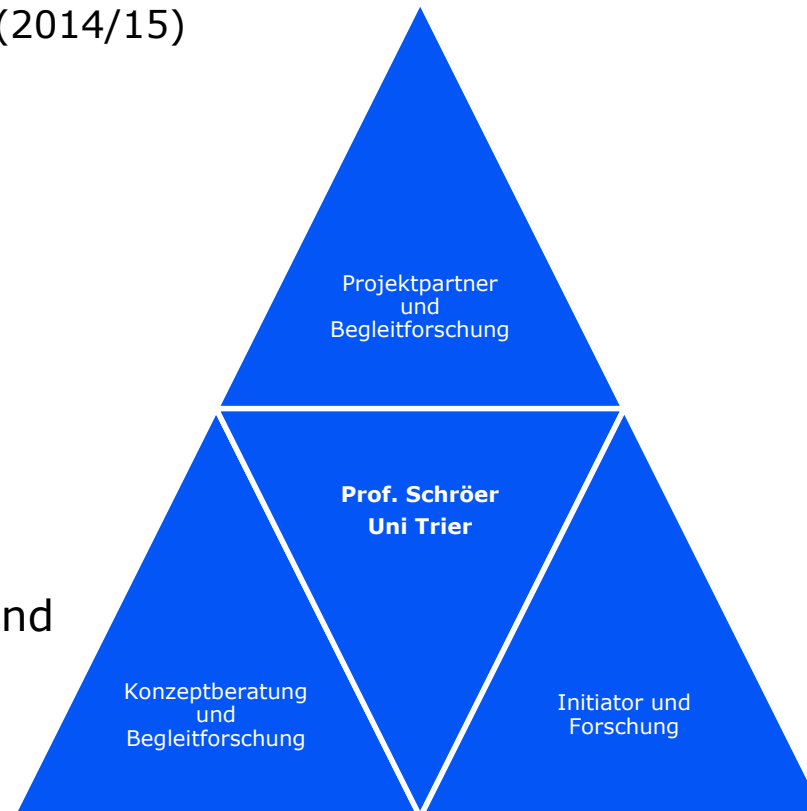 (2014/15)
Projektpartner
und
Begleitforschung
Prof. Schröer
Uni Trier
nd
Konzeptberatung
und
Begleitforschung
Initiator und
Forschung